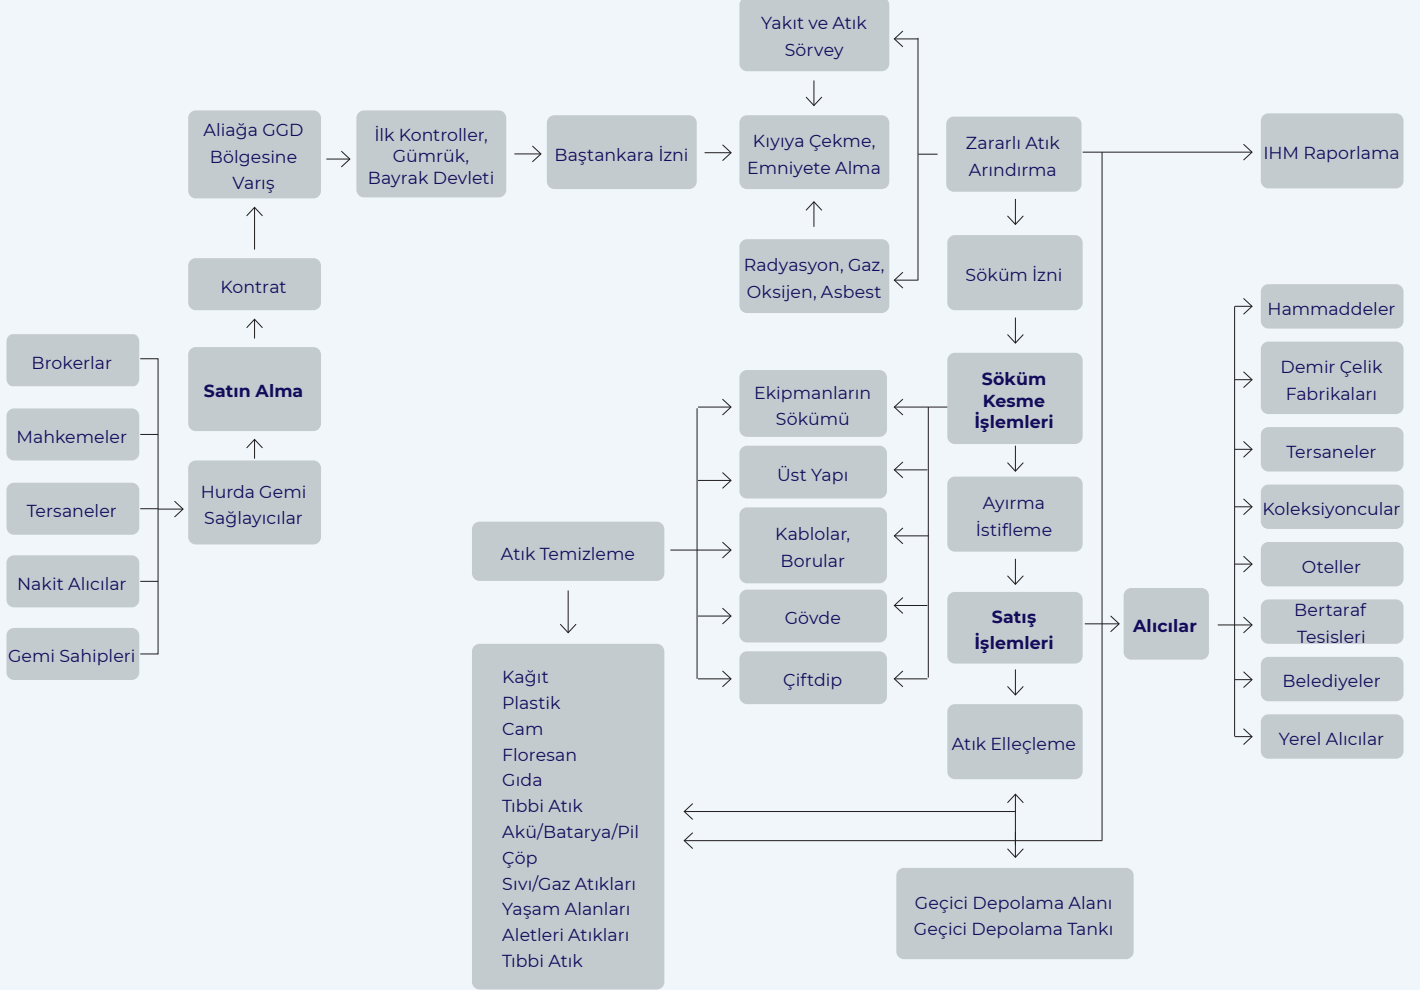 Yakıt ve Atık
Sörvey
Aliağa GGD
Bölgesine
Varış
İlk Kontroller,
Gümrük,
Bayrak Devleti
Baştankara İzni
Kıyıya Çekme,
Emniyete Alma
Zararlı Atık
Arındırma
IHM Raporlama
Radyasyon, Gaz,
Oksijen, Asbest
Söküm İzni
Kontrat
Hammaddeler
Brokerlar
Satın Alma
Demir Çelik
Fabrikaları
Ekipmanların
Sökümü
Söküm
Kesme
İşlemleri
Mahkemeler
Tersaneler
Üst Yapı
Hurda Gemi
Sağlayıcılar
Tersaneler
Ayırma
İstifleme
Koleksiyoncular
Atık Temizleme
Kablolar,
Borular
Oteller
Nakit Alıcılar
Gövde
Satış
İşlemleri
Alıcılar
Bertaraf
Tesisleri
Gemi Sahipleri
Çiftdip
Belediyeler
Atık Elleçleme
Yerel Alıcılar
Kağıt
Plastik
Cam
Floresan
Gıda
Tıbbi Atık
Akü/Batarya/Pil
Çöp
Sıvı/Gaz Atıkları
Yaşam Alanları
Aletleri Atıkları
Tıbbi Atık
Geçici Depolama Alanı
Geçici Depolama Tankı